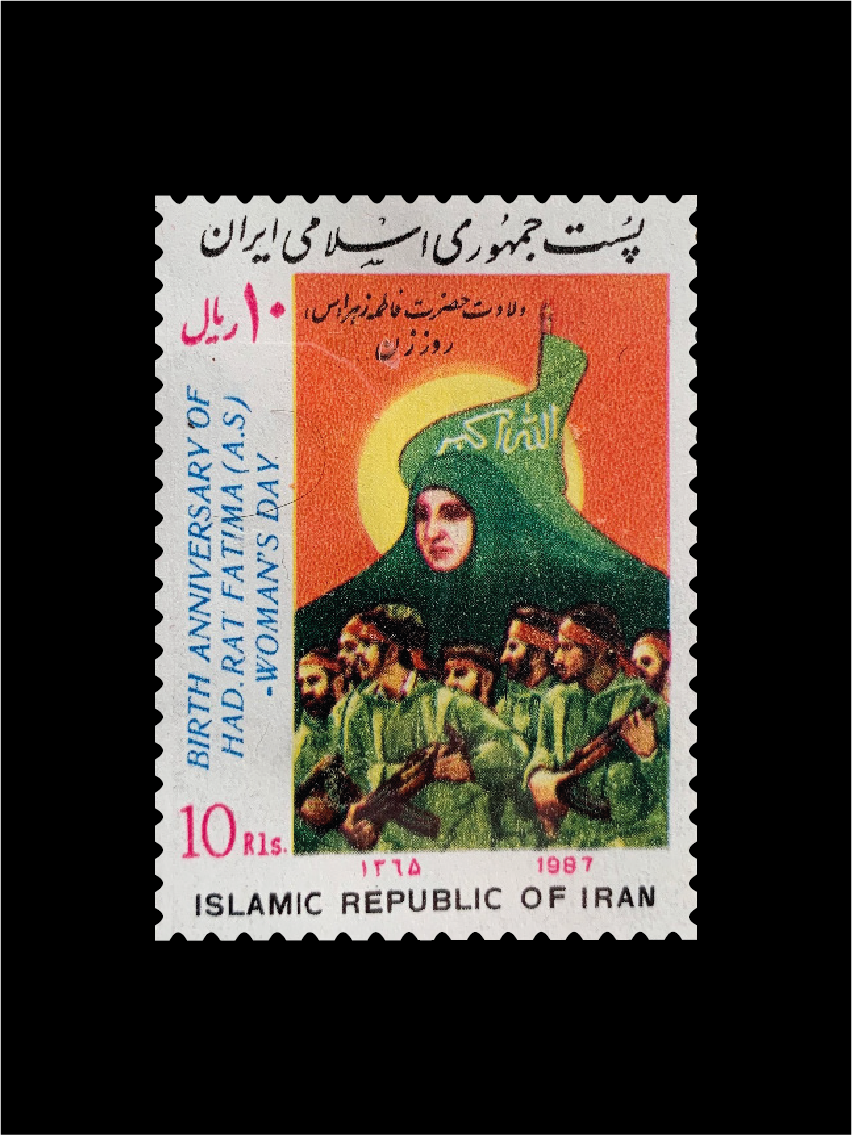 پست جمهوری اسلامی ایران
۱۰ ریال
ولادت حضرت فاطمه زهرا(س)
روز زن
الله اکبر
BIRTH ANNIVERSARY OF
HAD.RAT FATIMA (A.S)
-WOMAN'S DAY
10 Rls.
۱۳۶۵ 1987
ISLAMIC REPUBLIC OF IRAN